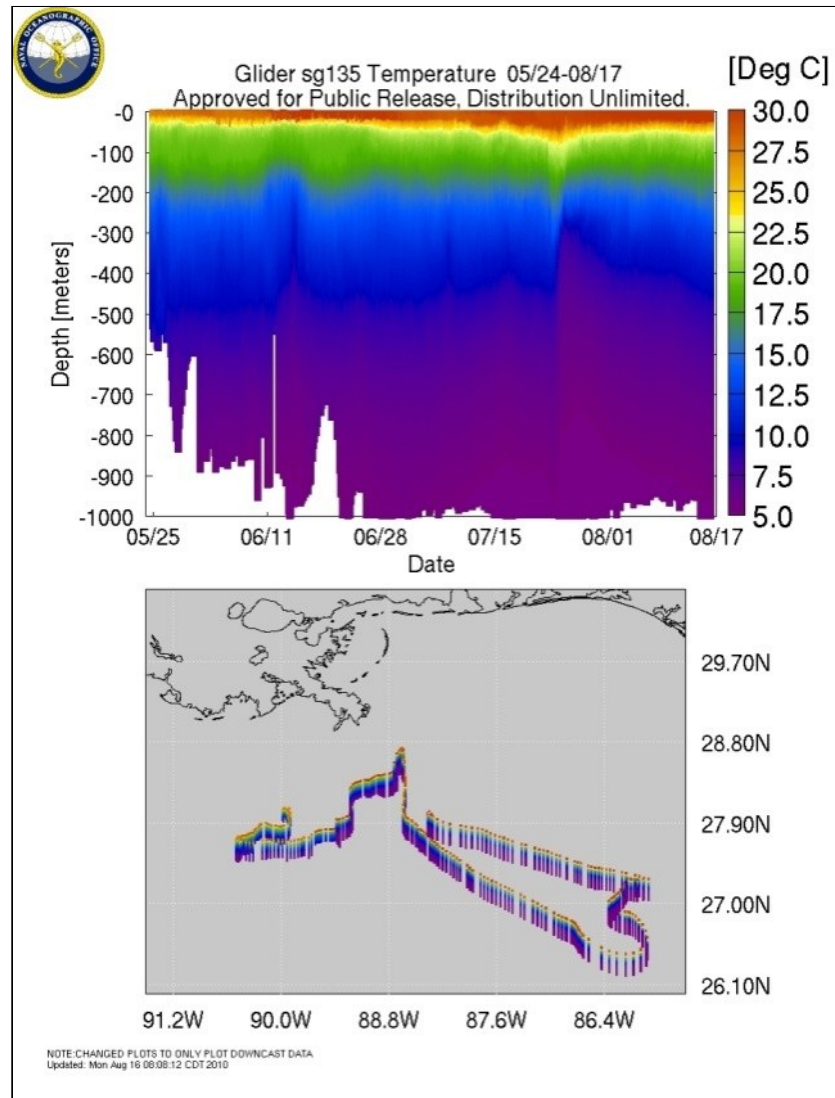 NAVAL OCEANOGRAPHIC OFFICE
Glider sg135 Temperature 05/24-08/17
Approved for Public Release, Distribution Unlimited.
[Deg C]
-0
-100
-200
-300
-400
-500
-600
-700
-800
-900
-1000
Depth [meters]
05/25
06/11
06/28
07/15
08/01
08/17
Date
30.0
27.5
25.0
22.5
20.0
17.5
15.0
12.5
10.0
7.5
5.0
29.70N
28.80N
27.90N
27.00N
26.10N
91.2W
90.0W
88.8W
87.6W
86.4W
NOTE:CHANGED PLOTS TO ONLY PLOT DOWNCAST DATA
Updated: Mon Aug 16 08:08:12 CDT 2010